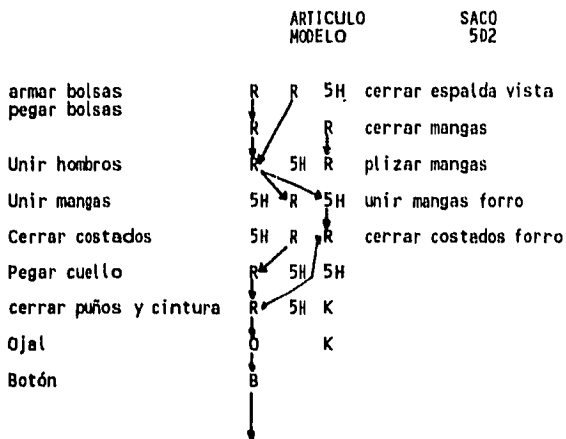 ARTICULO SACO
MODELO 5D2
armar bolsas R R 5H cerrar espalda vista
pegar bolsas
R R cerrar mangas
Unir hombros R 5H R plizar mangas
Unir mangas 5H R 5H unir mangas forro
Cerrar costados 5H R R cerrar costados forro
Pegar cuello R 5H 5H
cerrar puños y cintura R 5H K
Ojal O K
Botón B